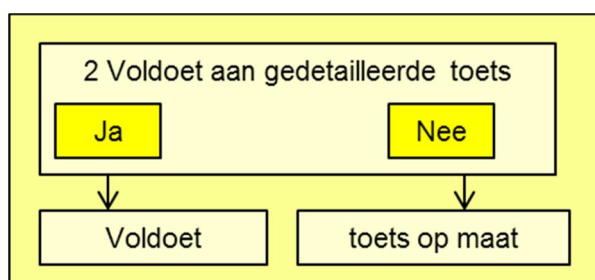 2 Voldoet aan gedetailleerde toets
Ja Nee
Voldoet toets op maat